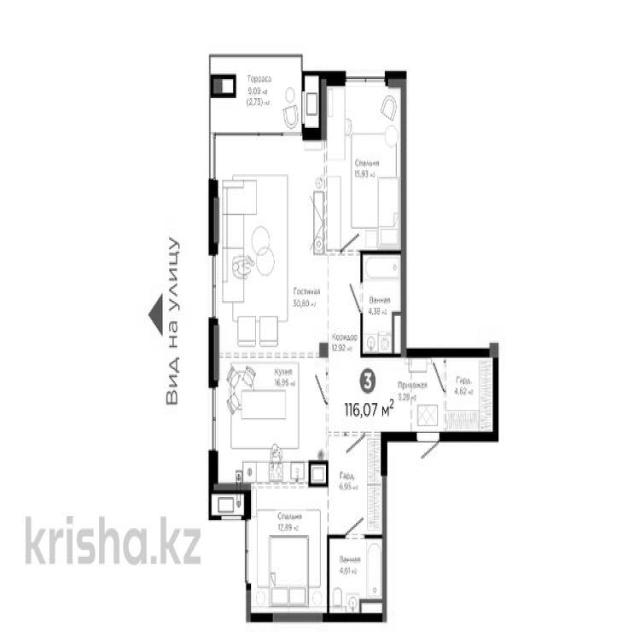 Терраса
9,09 м2
(2,73) м2
Спальня
15,93 м2
Вид на улицу
Гостиная
30,80 м2
Ванная
4,38 м2
Коридор
12,92 м2
3
116,07 м2
Кухня
16,95 м2
Прихожая
3,28 м2
Гард.
4,62 м2
Гард.
6,95 м2
Спальня
12,89 м2
Ванная
4,61 м2
krisha.kz